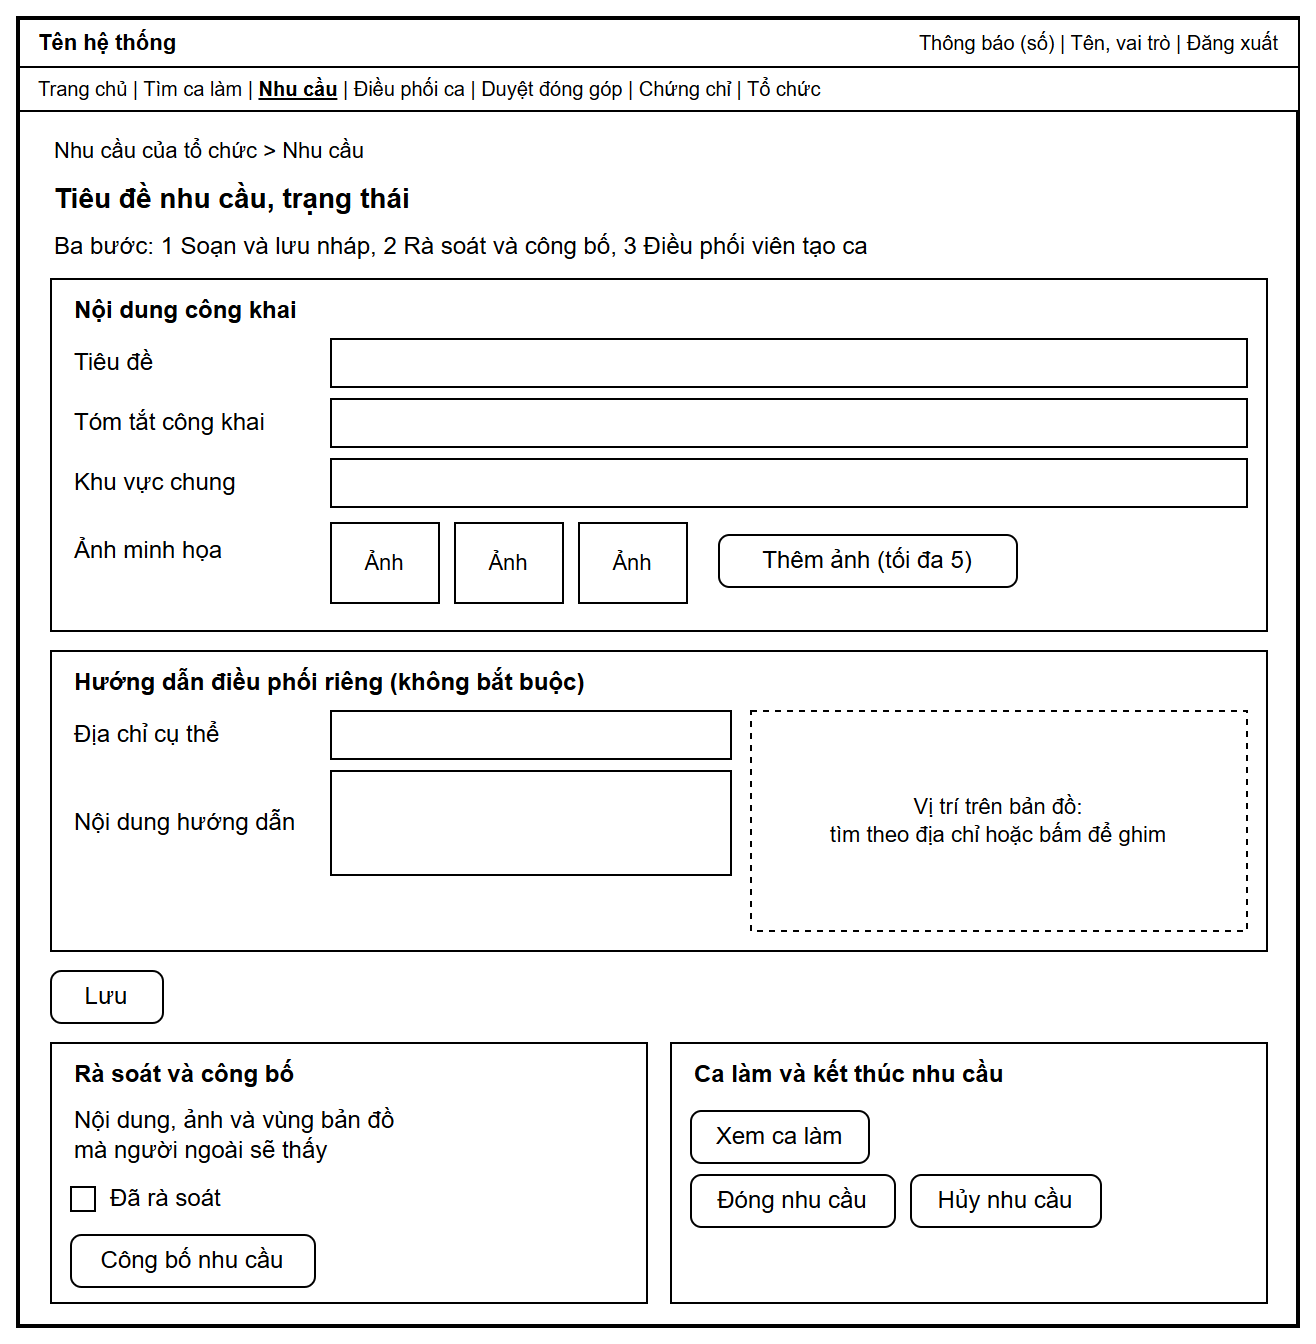 Tên hệ thống
Thông báo (số) | Tên, vai trò | Đăng xuất
Trang chủ | Tìm ca làm | Nhu cầu | Điều phối ca | Duyệt đóng góp | Chứng chỉ | Tổ chức
Nhu cầu của tổ chức > Nhu cầu
Tiêu đề nhu cầu, trạng thái
Ba bước: 1 Soạn và lưu nháp, 2 Rà soát và công bố, 3 Điều phối viên tạo ca
Nội dung công khai
Tiêu đề
Tóm tắt công khai
Khu vực chung
Ảnh minh họa
Ảnh
Ảnh
Ảnh
Thêm ảnh (tối đa 5)
Hướng dẫn điều phối riêng (không bắt buộc)
Địa chỉ cụ thể
Nội dung hướng dẫn
Vị trí trên bản đồ:
tìm theo địa chỉ hoặc bấm để ghim
Lưu
Rà soát và công bố
Nội dung, ảnh và vùng bản đồ
mà người ngoài sẽ thấy
Đã rà soát
Công bố nhu cầu
Ca làm và kết thúc nhu cầu
Xem ca làm
Đóng nhu cầu
Hủy nhu cầu